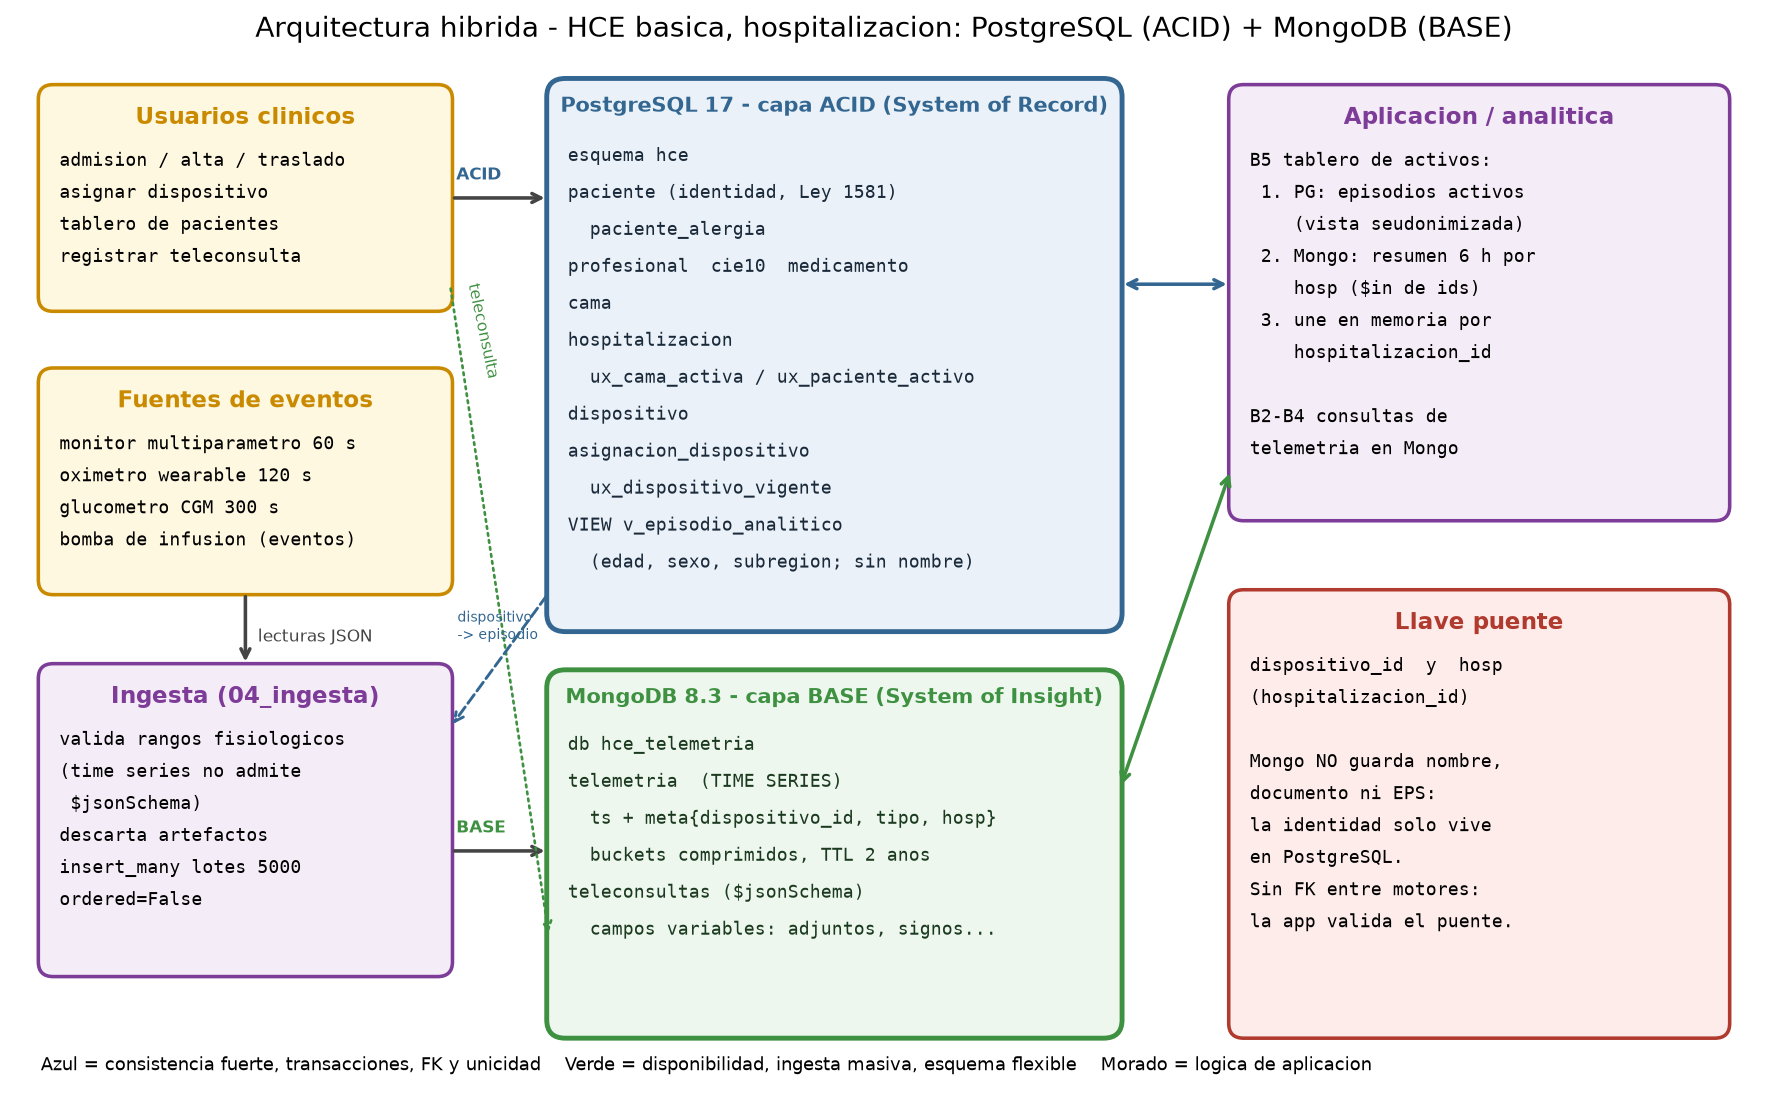 Arquitectura hibrida - HCE basica, hospitalizacion: PostgreSQL (ACID) + MongoDB (BASE)
Usuarios clinicos
admision / alta / traslado
asignar dispositivo
tablero de pacientes
registrar teleconsulta
ACID
teleconsulta
Fuentes de eventos
monitor multiparametro 60 s
oximetro wearable 120 s
glucometro CGM 300 s
bomba de infusion (eventos)
lecturas JSON
dispositivo
-> episodio
Ingesta (04_ingesta)
valida rangos fisiologicos
(time series no admite
$jsonSchema)
descarta artefactos
insert_many lotes 5000
ordered=False
BASE
PostgreSQL 17 - capa ACID (System of Record)
esquema hce
paciente (identidad, Ley 1581)
paciente_alergia
profesional  cie10  medicamento
cama
hospitalizacion
ux_cama_activa / ux_paciente_activo
dispositivo
asignacion_dispositivo
ux_dispositivo_vigente
VIEW v_episodio_analitico
(edad, sexo, subregion; sin nombre)
MongoDB 8.3 - capa BASE (System of Insight)
db hce_telemetria
telemetria  (TIME SERIES)
ts + meta{dispositivo_id, tipo, hosp}
buckets comprimidos, TTL 2 anos
teleconsultas ($jsonSchema)
campos variables: adjuntos, signos...
Aplicacion / analitica
B5 tablero de activos:
1. PG: episodios activos
(vista seudonimizada)
2. Mongo: resumen 6 h por
hosp ($in de ids)
3. une en memoria por
hospitalizacion_id
B2-B4 consultas de
telemetria en Mongo
Llave puente
dispositivo_id  y  hosp
(hospitalizacion_id)
Mongo NO guarda nombre,
documento ni EPS:
la identidad solo vive
en PostgreSQL.
Sin FK entre motores:
la app valida el puente.
Azul = consistencia fuerte, transacciones, FK y unicidad    Verde = disponibilidad, ingesta masiva, esquema flexible    Morado = logica de aplicacion